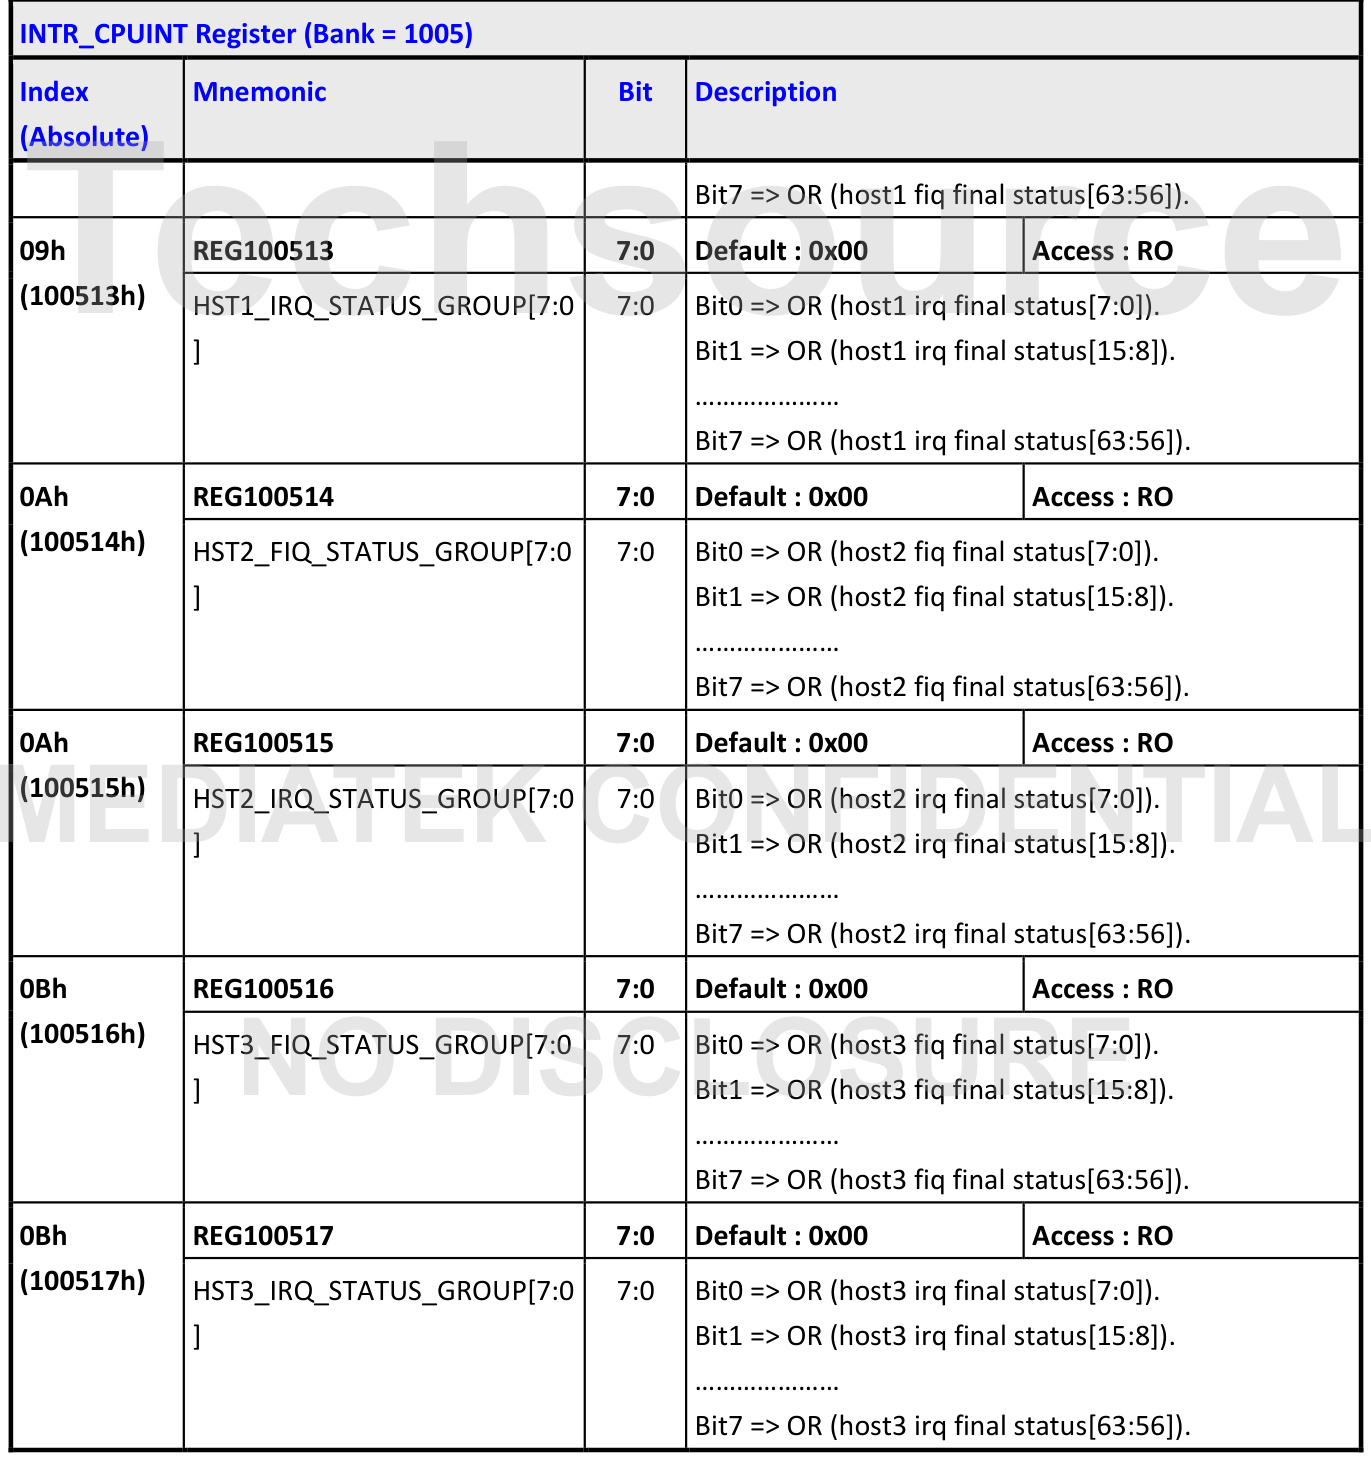 INTR_CPUINT Register (Bank = 1005)
Index
(Absolute)
Mnemonic
Bit
Description
Bit7 => OR (host1 fiq final status[63:56]).
09h
(100513h)
REG100513
7:0
Default : 0x00
Access : RO
HST1_IRQ_STATUS_GROUP[7:0
]
7:0
Bit0 => OR (host1 irq final status[7:0]).
Bit1 => OR (host1 irq final status[15:8]).
.....................
Bit7 => OR (host1 irq final status[63:56]).
0Ah
(100514h)
REG100514
7:0
Default : 0x00
Access : RO
HST2_FIQ_STATUS_GROUP[7:0
]
7:0
Bit0 => OR (host2 fiq final status[7:0]).
Bit1 => OR (host2 fiq final status[15:8]).
.....................
Bit7 => OR (host2 fiq final status[63:56]).
0Ah
(100515h)
REG100515
7:0
Default : 0x00
Access : RO
HST2_IRQ_STATUS_GROUP[7:0
]
7:0
Bit0 => OR (host2 irq final status[7:0]).
Bit1 => OR (host2 irq final status[15:8]).
.....................
Bit7 => OR (host2 irq final status[63:56]).
0Bh
(100516h)
REG100516
7:0
Default : 0x00
Access : RO
HST3_FIQ_STATUS_GROUP[7:0
]
7:0
Bit0 => OR (host3 fiq final status[7:0]).
Bit1 => OR (host3 fiq final status[15:8]).
.....................
Bit7 => OR (host3 fiq final status[63:56]).
0Bh
(100517h)
REG100517
7:0
Default : 0x00
Access : RO
HST3_IRQ_STATUS_GROUP[7:0
]
7:0
Bit0 => OR (host3 irq final status[7:0]).
Bit1 => OR (host3 irq final status[15:8]).
.....................
Bit7 => OR (host3 irq final status[63:56]).
Techsource
MEDIATEK CONFIDENTIAL
NO DISCLOSURE